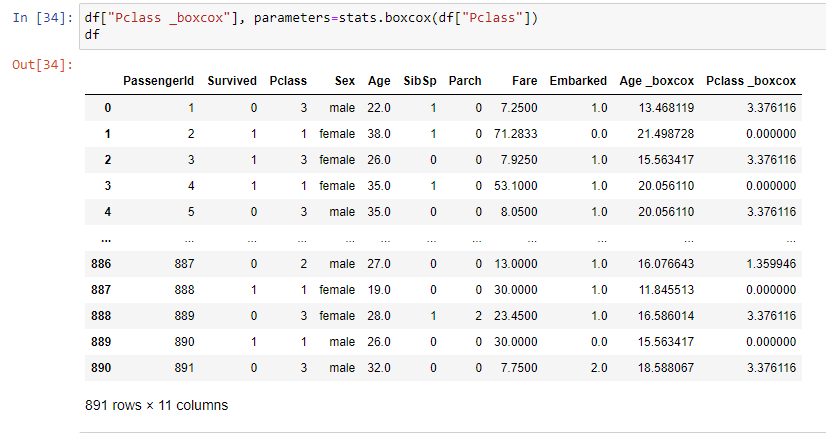 In [34]: df["Pclass _boxcox"], parameters=stats.boxcox(df["Pclass"])
df
Out[34]:
PassengerId Survived Pclass Sex Age SibSp Parch Fare Embarked Age _boxcox Pclass _boxcox
0 1 0 3 male 22.0 1 0 7.2500 1.0 13.468119 3.376116
1 2 1 1 female 38.0 1 0 71.2833 0.0 21.498728 0.000000
2 3 1 3 female 26.0 0 0 7.9250 1.0 15.563417 3.376116
3 4 1 1 female 35.0 1 0 53.1000 1.0 20.056110 0.000000
4 5 0 3 male 35.0 0 0 8.0500 1.0 20.056110 3.376116
... ... ... ... ... ... ... ... ... ... ... ...
886 887 0 2 male 27.0 0 0 13.0000 1.0 16.076643 1.359946
887 888 1 1 female 19.0 0 0 30.0000 1.0 11.845513 0.000000
888 889 0 3 female 28.0 1 2 23.4500 1.0 16.586014 3.376116
889 890 1 1 male 26.0 0 0 30.0000 0.0 15.563417 0.000000
890 891 0 3 male 32.0 0 0 7.7500 2.0 18.588067 3.376116
891 rows × 11 columns